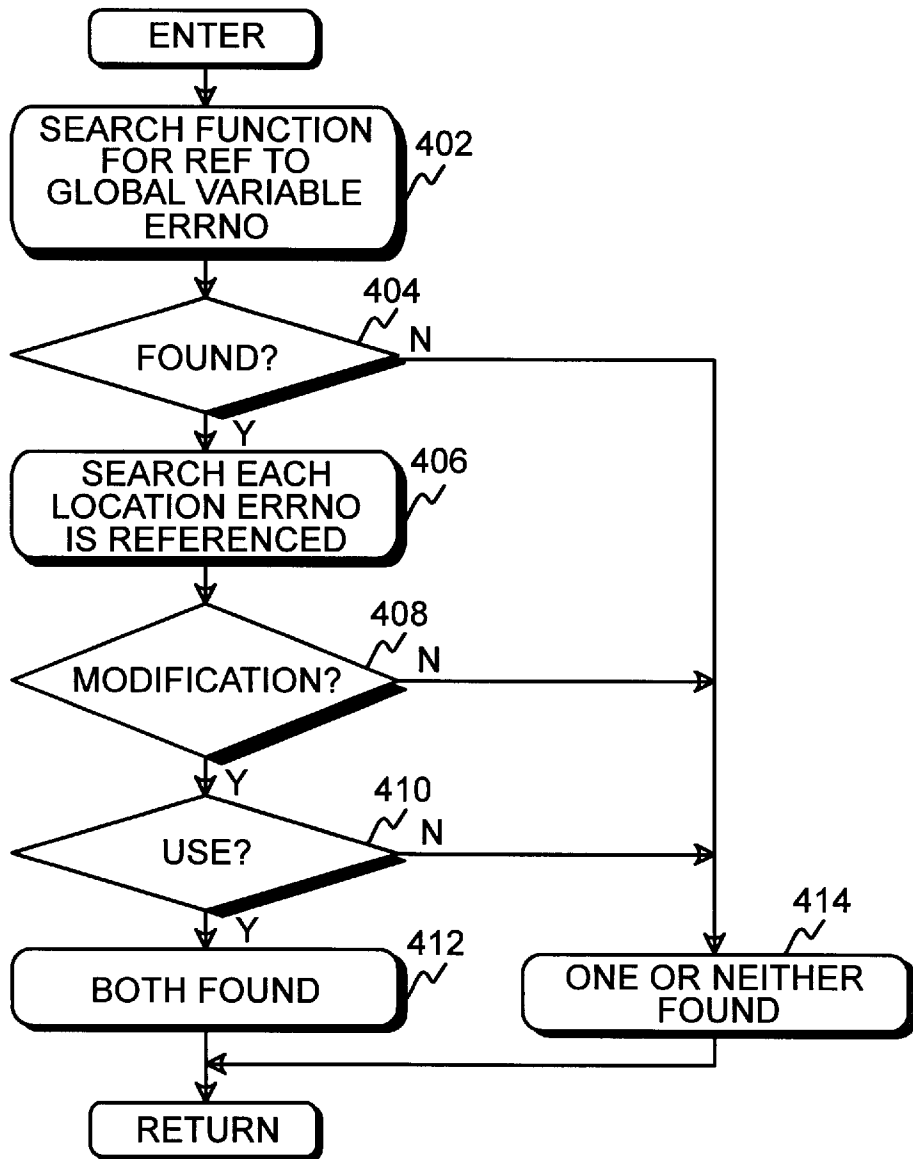 ENTER
SEARCH FUNCTION
FOR REF TO
GLOBAL VARIABLE
ERRNO
402
404
FOUND?
N
Y
SEARCH EACH
LOCATION ERRNO
IS REFERENCED
406
408
MODIFICATION?
N
Y
410
USE?
N
Y
412
BOTH FOUND
414
ONE OR NEITHER
FOUND
RETURN